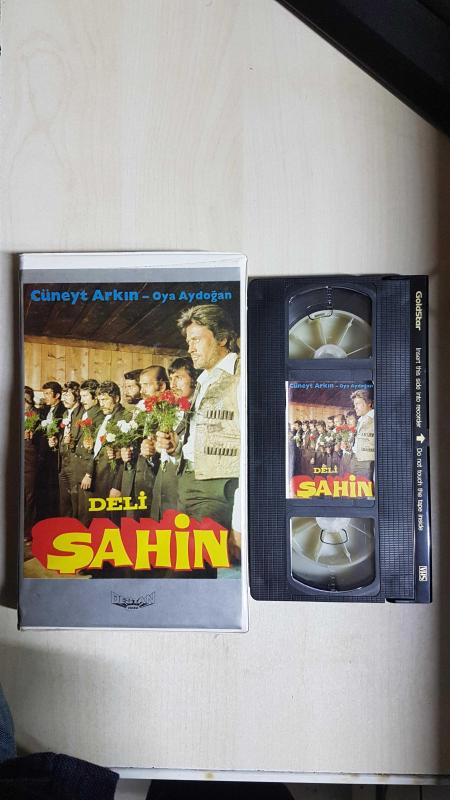 Cüneyt Arkın – Oya Aydoğan
DELİ
ŞAHİN
DESTAN
Cüneyt Arkın – Oya Aydoğan
DELİ
ŞAHİN
GoldStar
Insert this side into recorder
Do not touch the tape inside
VHS